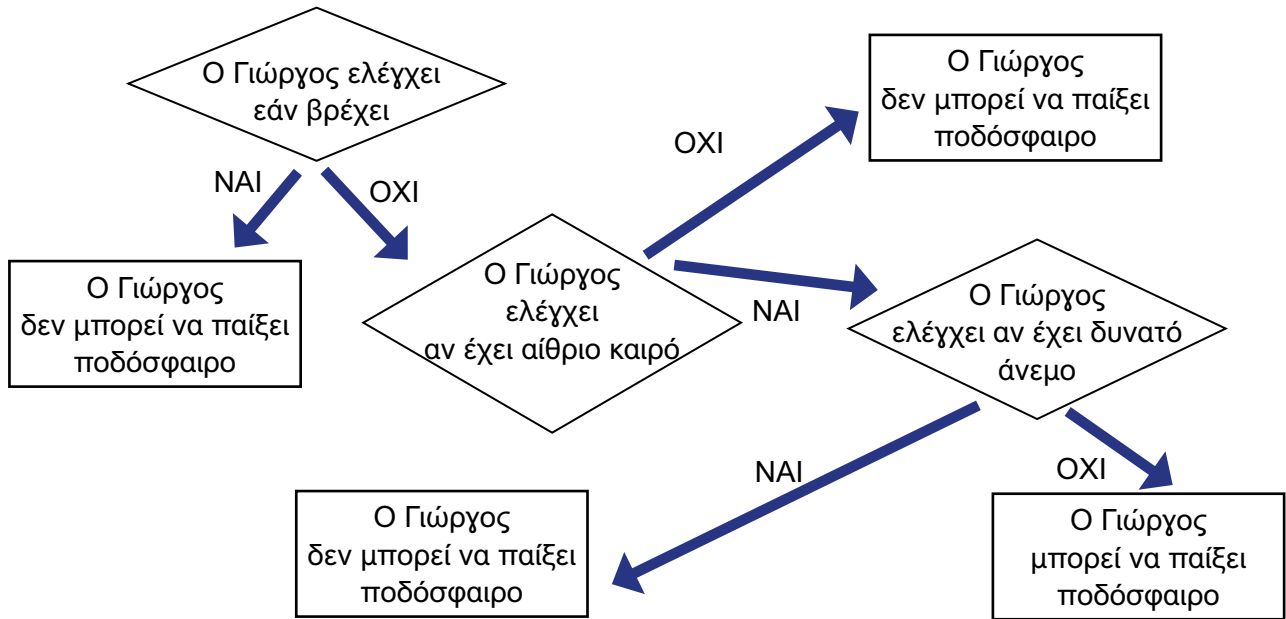 Ο Γιώργος ελέγχει
εάν βρέχει
ΝΑΙ
ΟΧΙ
Ο Γιώργος
δεν μπορεί να παίξει
ποδόσφαιρο
Ο Γιώργος
ελέγχει
αν έχει αίθριο καιρό
ΟΧΙ
Ο Γιώργος
δεν μπορεί να παίξει
ποδόσφαιρο
ΝΑΙ
Ο Γιώργος
ελέγχει αν έχει δυνατό
άνεμο
ΝΑΙ
Ο Γιώργος
δεν μπορεί να παίξει
ποδόσφαιρο
ΟΧΙ
Ο Γιώργος
μπορεί να παίξει
ποδόσφαιρο